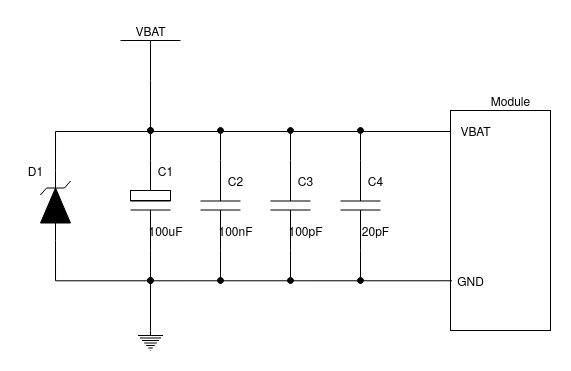 VBAT
Module
VBAT
D1
C1
C2
C3
C4
100uF
100nF
100pF
20pF
GND